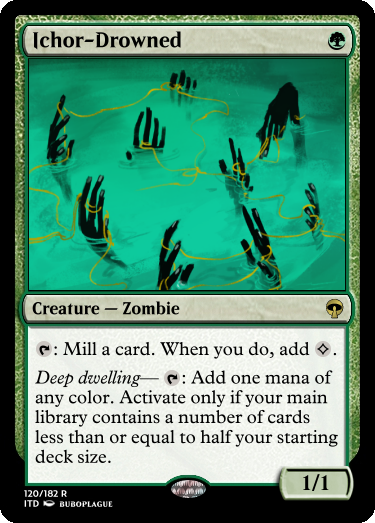 Ichor-Drowned
Creature — Zombie
: Mill a card. When you do, add .
Deep dwelling— : Add one mana of
any color. Activate only if your main
library contains a number of cards
less than or equal to half your starting
deck size.
1/1
120/182 R
ITD BUBOPLAGUE